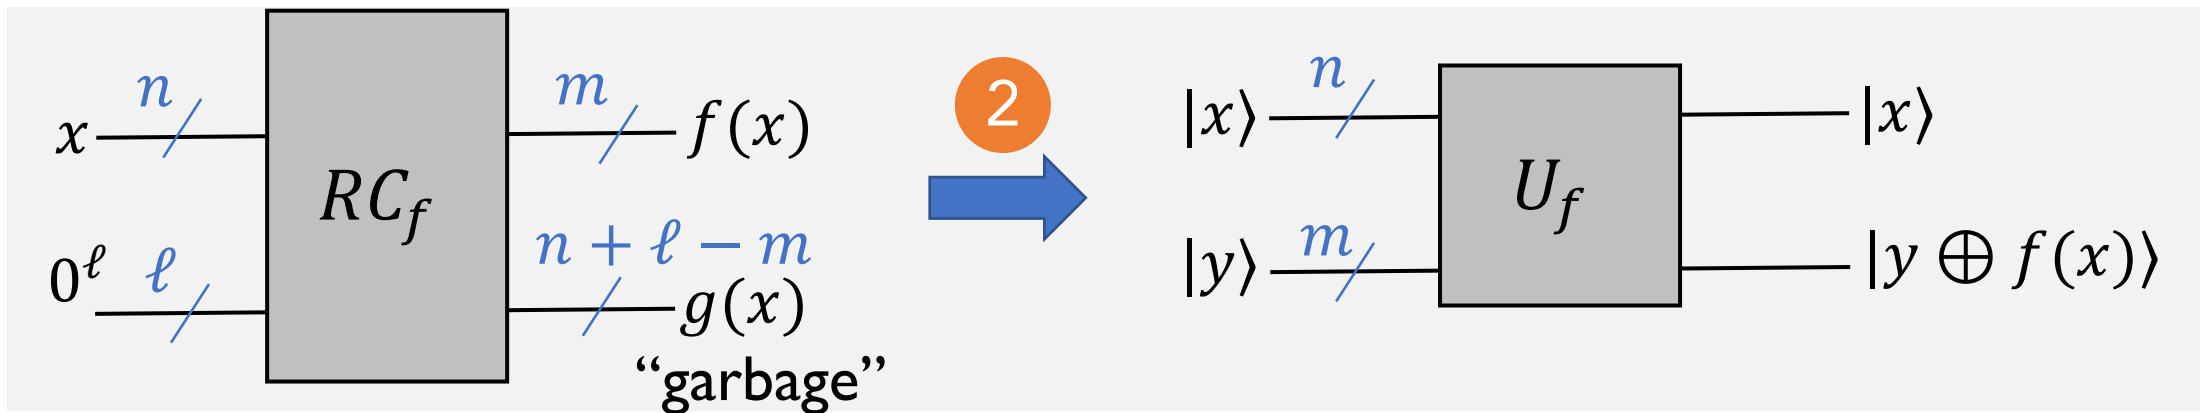 x
n
0^ℓ
ℓ
RC_f
m
f(x)
n + ℓ − m
g(x)
“garbage”
2
|x⟩
n
|y⟩
m
U_f
|x⟩
|y ⊕ f(x)⟩